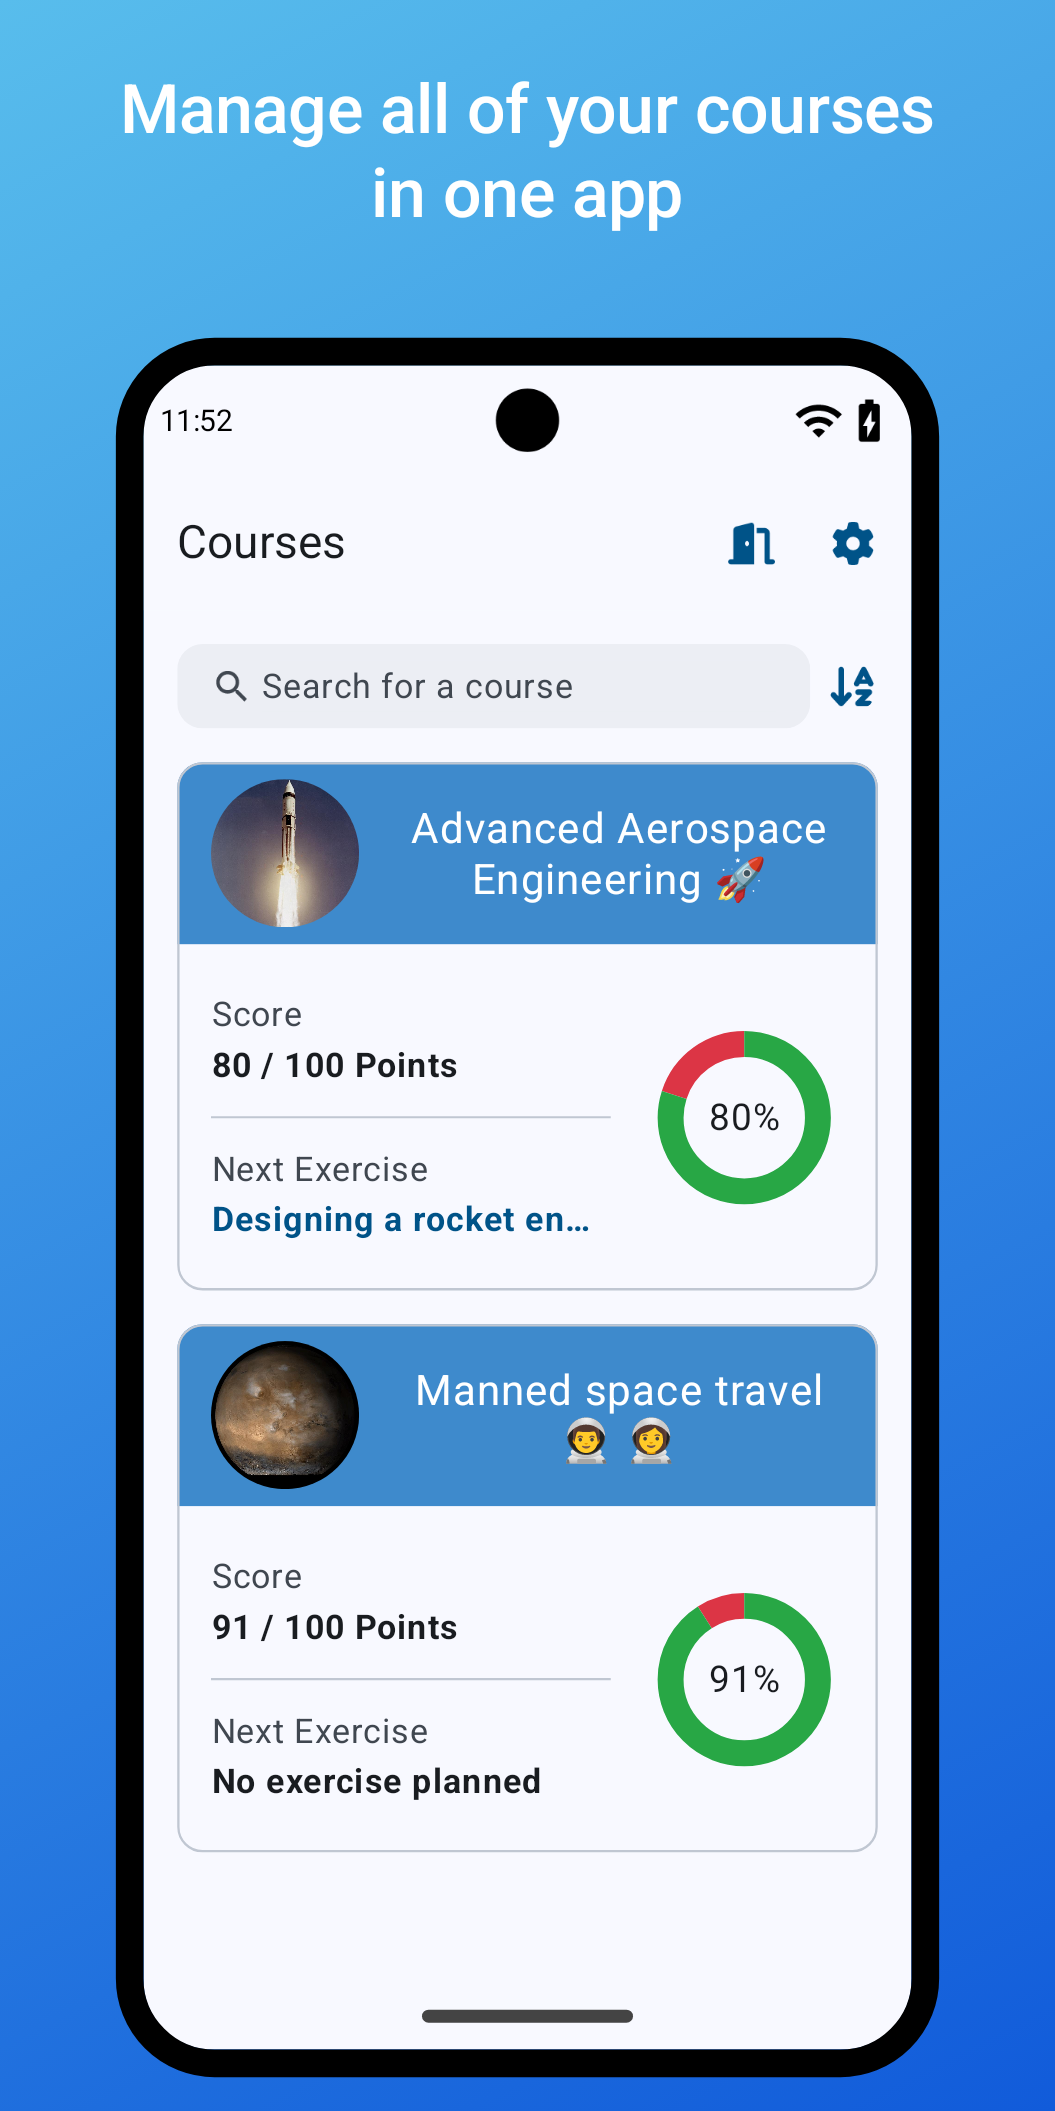 Manage all of your courses
in one app
11:52
Courses
Search for a course
Advanced Aerospace
Engineering 🚀
Score
80 / 100 Points
80%
Next Exercise
Designing a rocket en…
Manned space travel
👨‍🚀 👩‍🚀
Score
91 / 100 Points
91%
Next Exercise
No exercise planned